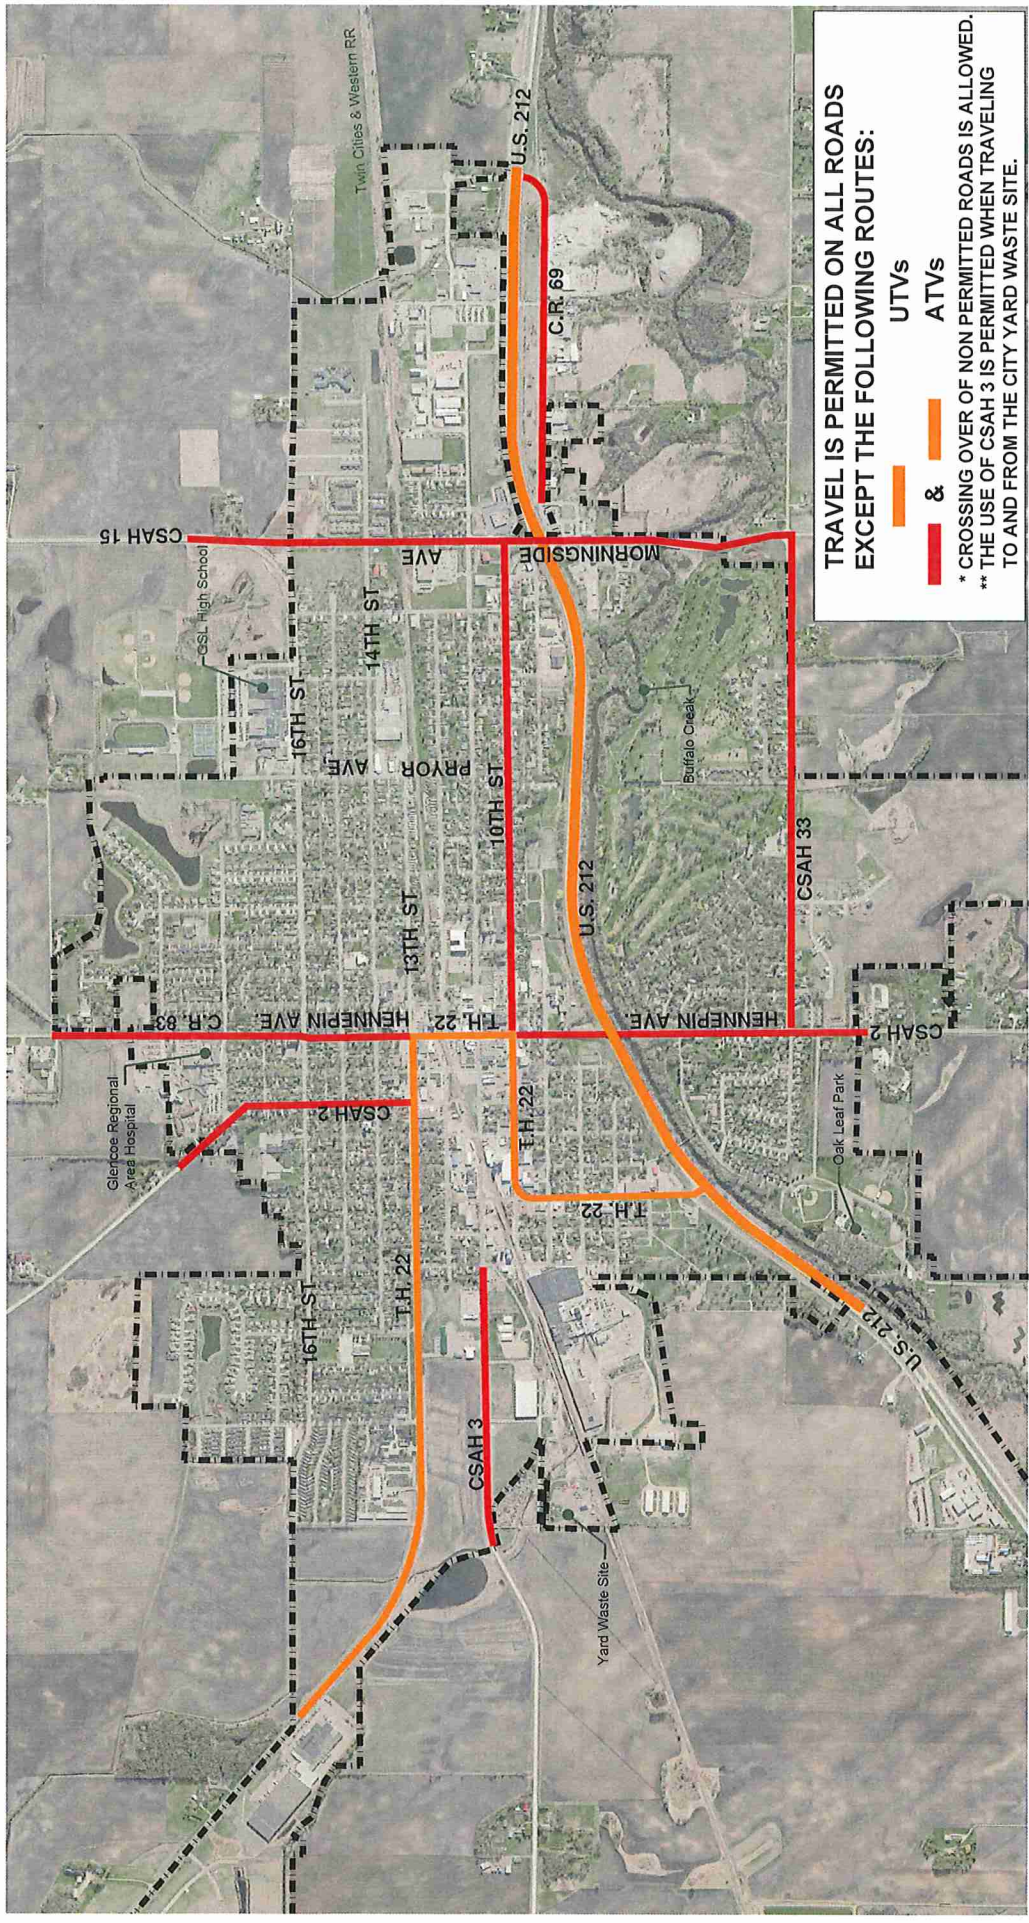 Twin Cities & Western RR
U.S. 212
C.R. 69
CSAH 15
GSL High School
MORNINGSIDE
AVE
14TH ST
16TH ST
PRYOR
AVE.
10TH ST
Buffalo Creek
U.S. 212
CSAH 33
13TH ST
C.R. 83
HENNEPIN AVE.
T.H. 22
HENNEPIN AVE.
CSAH 2
Glencoe Regional
Area Hospital
CSAH 2
T.H. 22
T.H. 22
Oak Leaf Park
16TH ST
T.H. 22
U.S. 212
CSAH 3
Yard Waste Site
TRAVEL IS PERMITTED ON ALL ROADS
EXCEPT THE FOLLOWING ROUTES:
UTVs
& ATVs
* CROSSING OVER OF NON PERMITTED ROADS IS ALLOWED.
** THE USE OF CSAH 3 IS PERMITTED WHEN TRAVELING
TO AND FROM THE CITY YARD WASTE SITE.